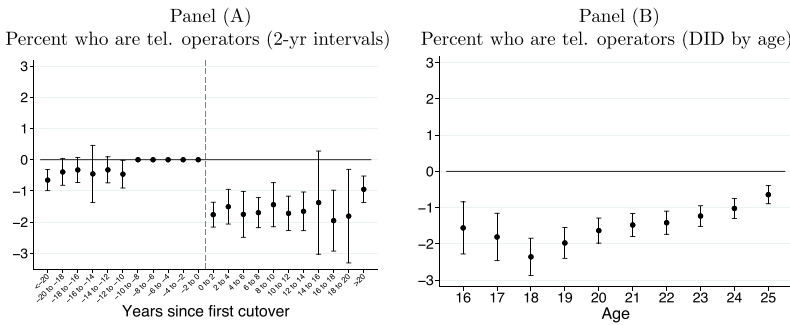 Panel (A)
Percent who are tel. operators (2-yr intervals)
3
2
1
0
−1
−2
−3
<-20
-20 to -18
-18 to -16
-16 to -14
-14 to -12
-12 to -10
-10 to -8
-8 to -6
-6 to -4
-4 to -2
-2 to 0
0 to 2
2 to 4
4 to 6
6 to 8
8 to 10
10 to 12
12 to 14
14 to 16
16 to 18
18 to 20
>20
Years since first cutover
Panel (B)
Percent who are tel. operators (DID by age)
3
2
1
0
−1
−2
−3
16 17 18 19 20 21 22 23 24 25
Age